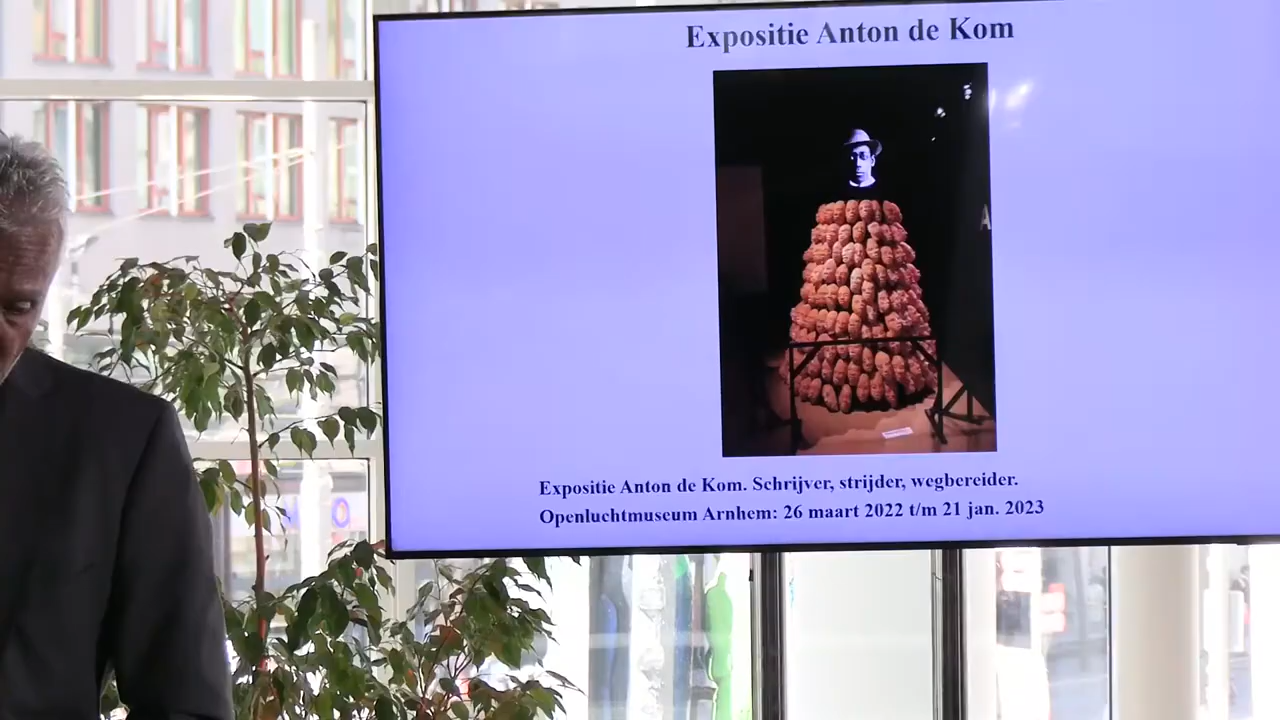 Expositie Anton de Kom
A
Expositie Anton de Kom. Schrijver, strijder, wegbereider.
Openluchtmuseum Arnhem: 26 maart 2022 t/m 21 jan. 2023